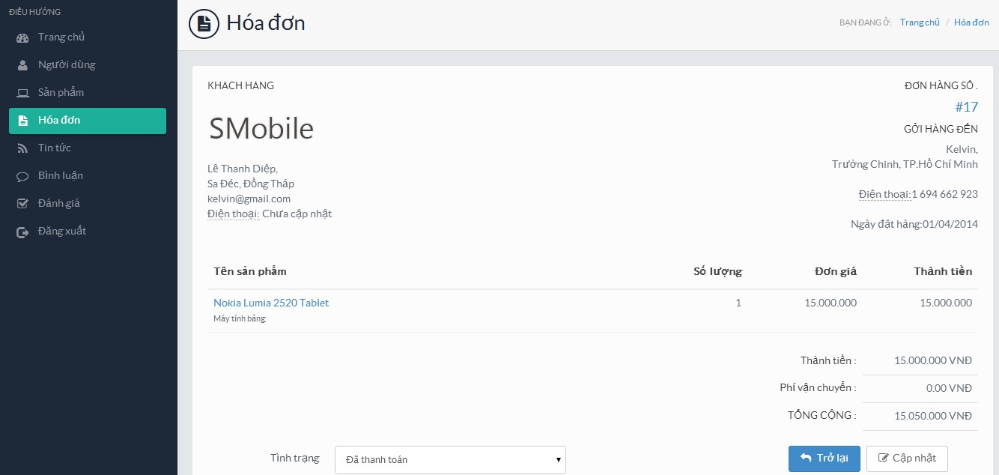 ĐIỀU HƯỚNG
Trang chủ
Người dùng
Sản phẩm
Hóa đơn
Tin tức
Bình luận
Đánh giá
Đăng xuất
Hóa đơn
BẠN ĐANG Ở: Trang chủ / Hóa đơn
KHÁCH HÀNG
SMobile
Lê Thanh Diệp,
Sa Đéc, Đồng Tháp
kelvin@gmail.com
Điện thoại: Chưa cập nhật
ĐƠN HÀNG SỐ .
#17
GỞI HÀNG ĐẾN
Kelvin,
Trường Chinh, TP.Hồ Chí Minh
Điện thoại:1 694 662 923
Ngày đặt hàng:01/04/2014
Tên sản phẩm Số lượng Đơn giá Thành tiền
Nokia Lumia 2520 Tablet 1 15.000.000 15.000.000
Máy tính bảng
Thành tiền : 15.000.000 VNĐ
Phí vận chuyển : 0.00 VNĐ
TỔNG CỘNG : 15.050.000 VNĐ
Tình trạng Đã thanh toán Trở lại Cập nhật